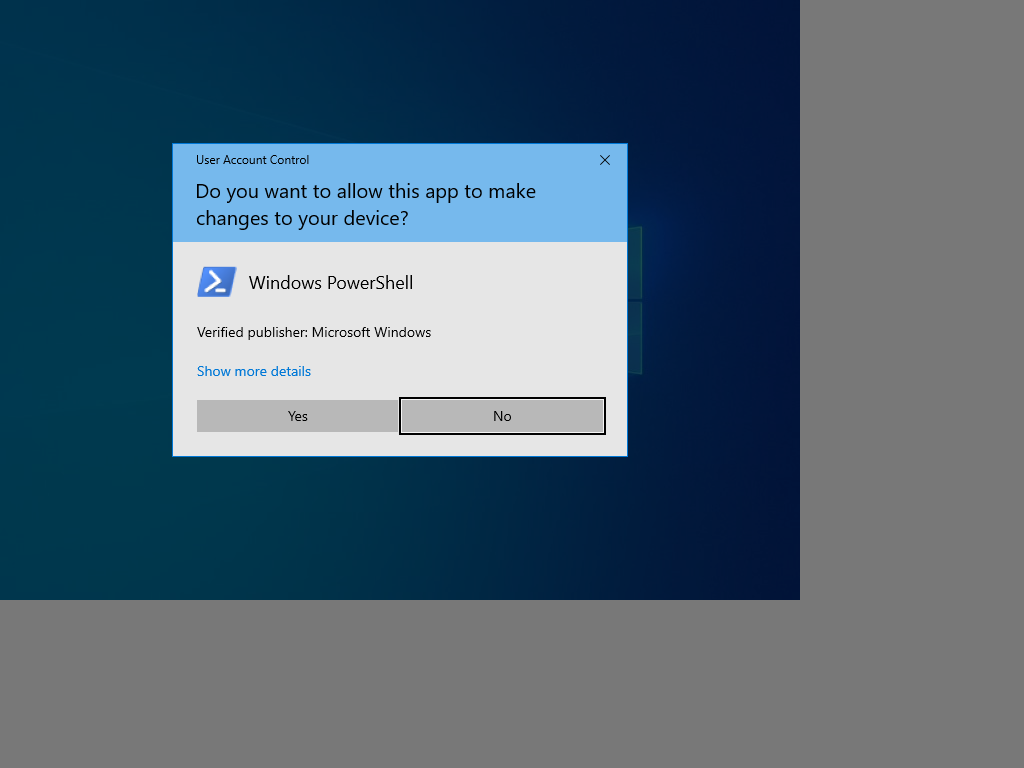 User Account Control
Do you want to allow this app to make
changes to your device?
Windows PowerShell
Verified publisher: Microsoft Windows
Show more details
Yes
No